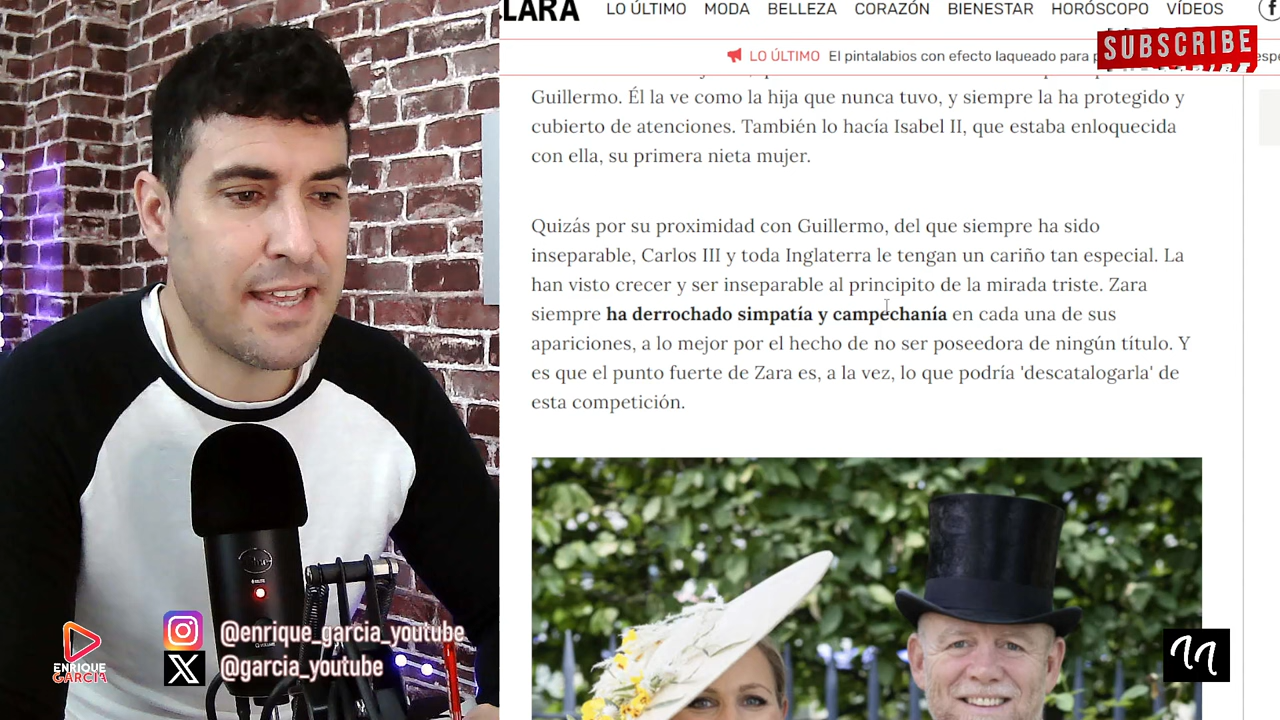 CLARA
LO ÚLTIMO MODA BELLEZA CORAZÓN BIENESTAR HORÓSCOPO VÍDEOS
SUBSCRIBE
LO ÚLTIMO El pintalabios con efecto laqueado para
Guillermo. Él la ve como la hija que nunca tuvo, y siempre la ha protegido y
cubierto de atenciones. También lo hacía Isabel II, que estaba enloquecida
con ella, su primera nieta mujer.
Quizás por su proximidad con Guillermo, del que siempre ha sido
inseparable, Carlos III y toda Inglaterra le tengan un cariño tan especial. La
han visto crecer y ser inseparable al principito de la mirada triste. Zara
siempre ha derrochado simpatía y campechanía en cada una de sus
apariciones, a lo mejor por el hecho de no ser poseedora de ningún título. Y
es que el punto fuerte de Zara es, a la vez, lo que podría 'descatalogarla' de
esta competición.
ENRIQUE
GARCIA
@enrique_garcia_youtube
@garcia_youtube